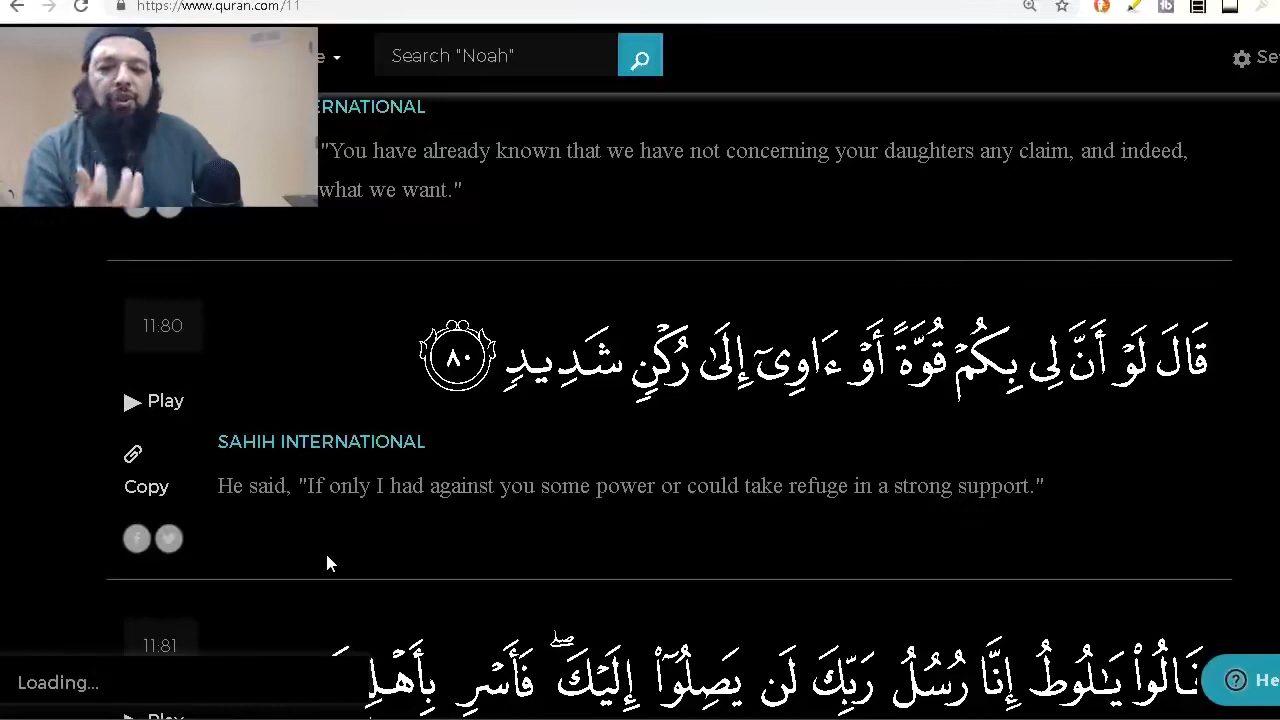 https://www.quran.com/11
Search "Noah"
ERNATIONAL
"You have already known that we have not concerning your daughters any claim, and indeed,
what we want."
11:80
قَالَ لَوْ أَنَّ لِى بِكُمْ قُوَّةً أَوْ ءَاوِىٓ إِلَىٰ رُكْنٍ شَدِيدٍ ٨٠
Play
SAHIH INTERNATIONAL
Copy
He said, "If only I had against you some power or could take refuge in a strong support."
11:81
قَالُوا۟ يَـٰلُوطُ إِنَّا رُسُلُ رَبِّكَ لَن يَصِلُوٓا۟ إِلَيْكَ ۖ فَأَسْرِ بِأَهْلِ
Loading...
He
Play